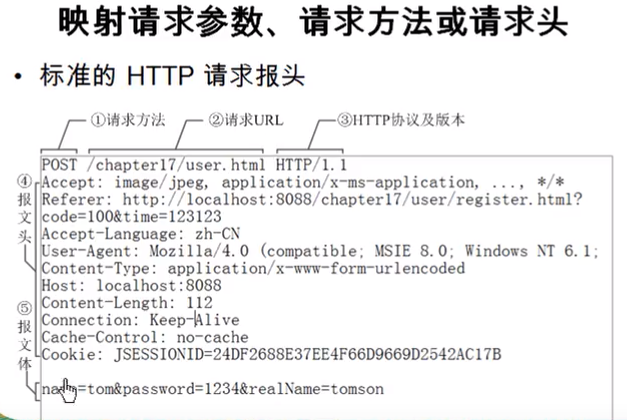 映射请求参数、请求方法或请求头
• 标准的 HTTP 请求报头
①请求方法 ②请求URL ③HTTP协议及版本
POST /chapter17/user.html HTTP/1.1
④报文头
Accept: image/jpeg, application/x-ms-application, ..., */*
Referer: http://localhost:8088/chapter17/user/register.html?
code=100&time=123123
Accept-Language: zh-CN
User-Agent: Mozilla/4.0 (compatible; MSIE 8.0; Windows NT 6.1;
Content-Type: application/x-www-form-urlencoded
Host: localhost:8088
Content-Length: 112
Connection: Keep-Alive
Cache-Control: no-cache
Cookie: JSESSIONID=24DF2688E37EE4F66D9669D2542AC17B
⑤报文体
name=tom&password=1234&realName=tomson